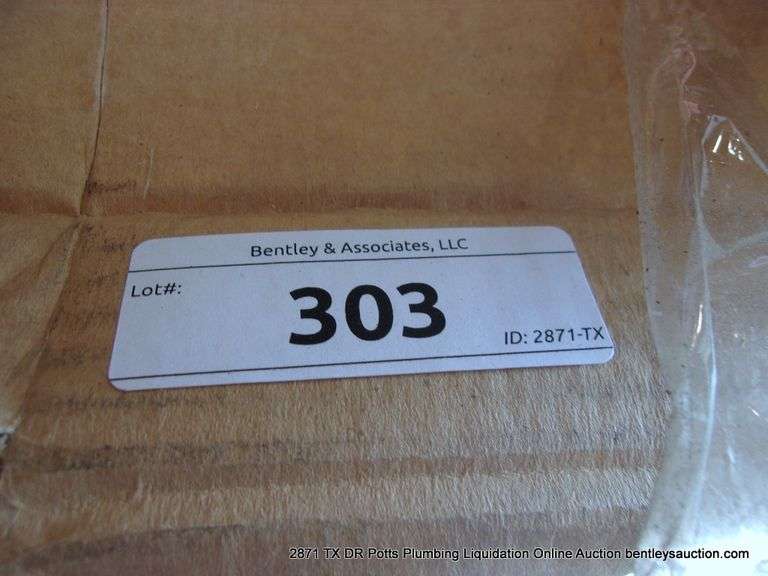 Bentley & Associates, LLC
Lot#:
303
ID: 2871-TX
2871 TX DR Potts Plumbing Liquidation Online Auction bentleysauction.com